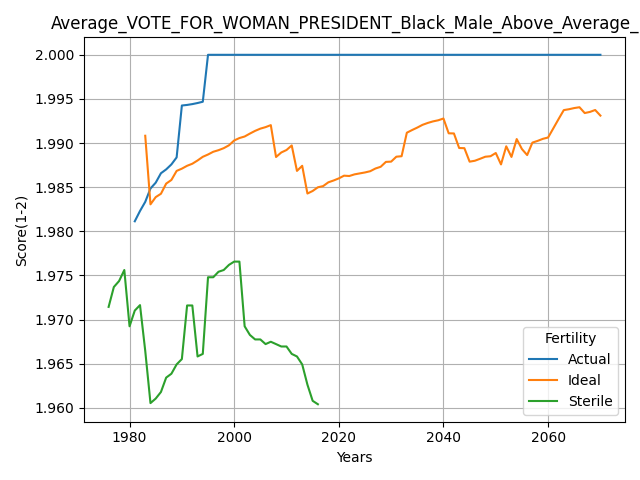 Average_VOTE_FOR_WOMAN_PRESIDENT_Black_Male_Above_Average_
2.000
1.995
1.990
1.985
1.980
1.975
1.970
1.965
1.960
Score(1-2)
1980 2000 2020 2040 2060
Years
Fertility
Actual
Ideal
Sterile